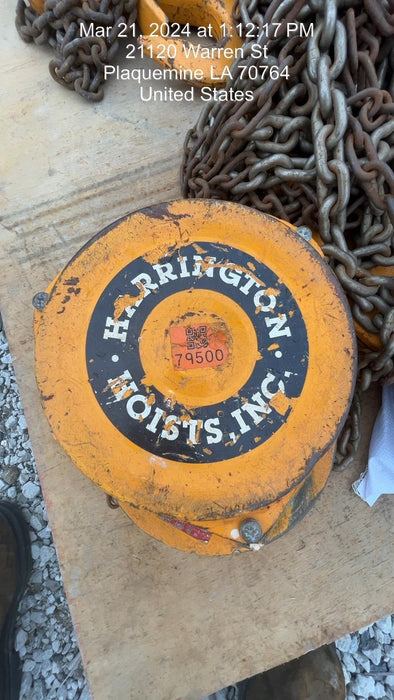 Mar 21, 2024 at 1:12:17 PM
21120 Warren St
Plaquemine LA 70764
United States
· HARRINGTON ·
HOISTS, INC.
79500